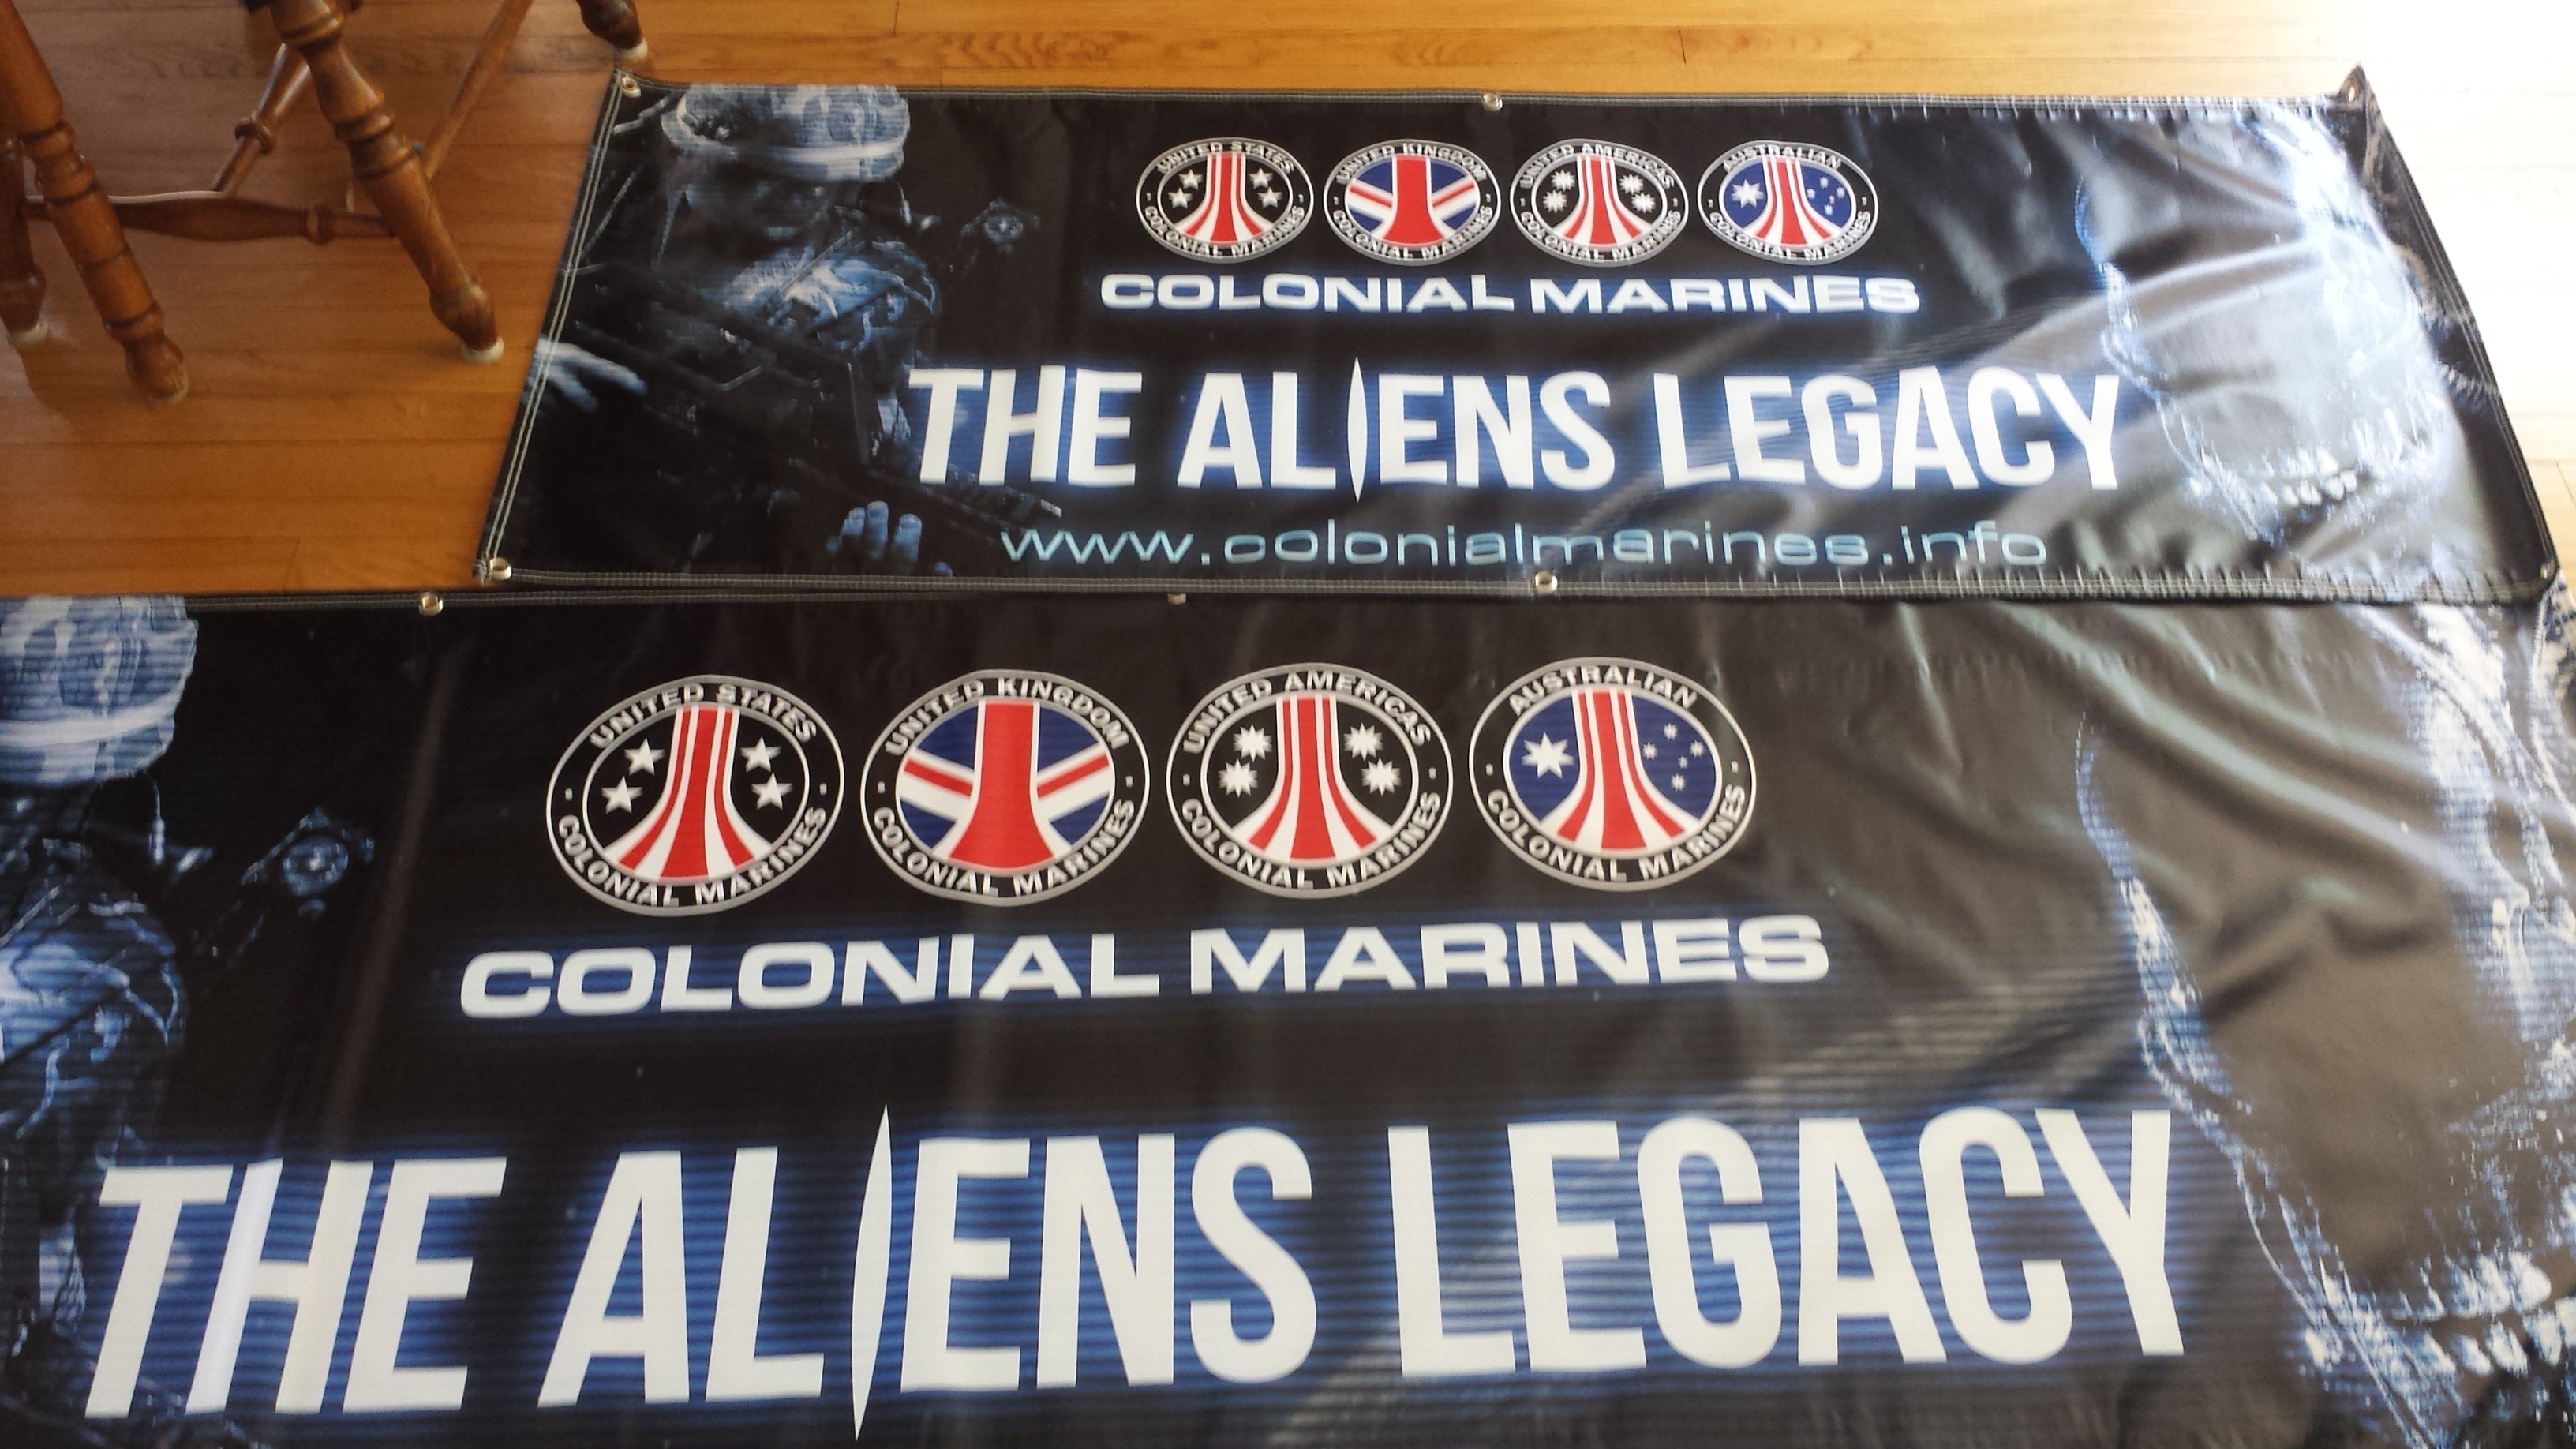 UNITED STATES COLONIAL MARINES
UNITED KINGDOM COLONIAL MARINES
UNITED AMERICAS COLONIAL MARINES
AUSTRALIAN COLONIAL MARINES
COLONIAL MARINES
THE ALIENS LEGACY
www.colonialmarines.info
UNITED STATES COLONIAL MARINES
UNITED KINGDOM COLONIAL MARINES
UNITED AMERICAS COLONIAL MARINES
AUSTRALIAN COLONIAL MARINES
COLONIAL MARINES
THE ALIENS LEGACY